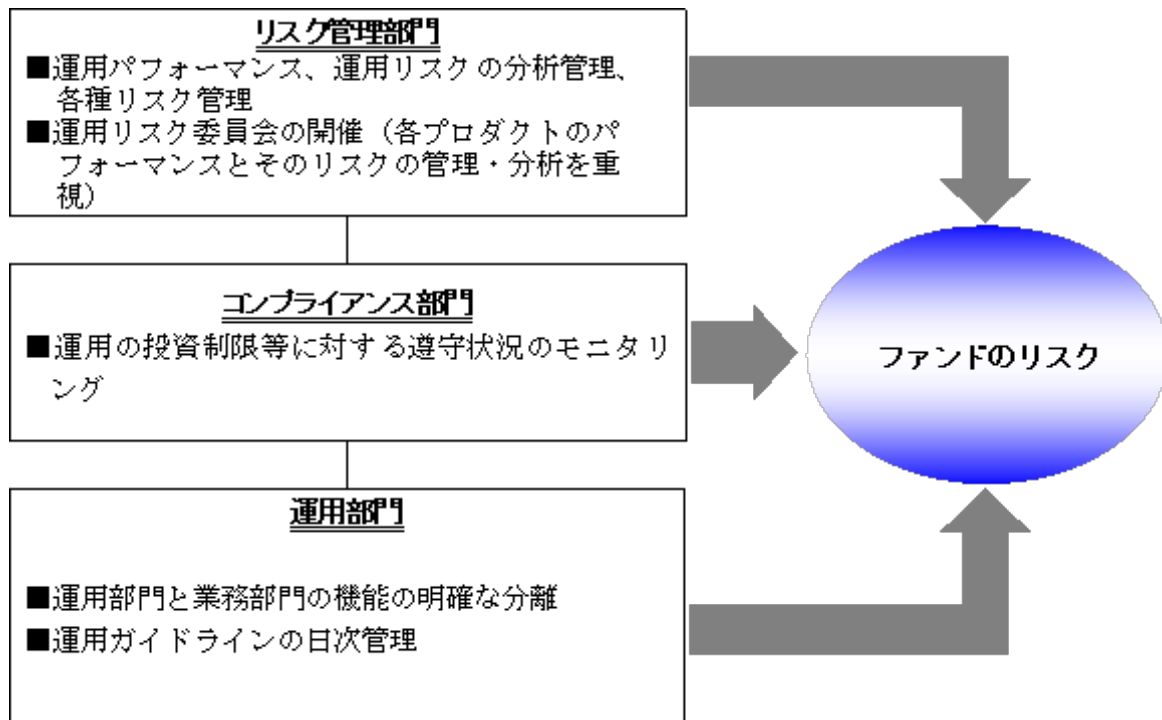 リスク管理部門
■運用パフォーマンス、運用リスクの分析管理、
各種リスク管理
■運用リスク委員会の開催（各プロダクトのパ
フォーマンスとそのリスクの管理・分析を重
視）
コンプライアンス部門
■運用の投資制限等に対する遵守状況のモニタリ
ング
ファンドのリスク
運用部門
■運用部門と業務部門の機能の明確な分離
■運用ガイドラインの日次管理